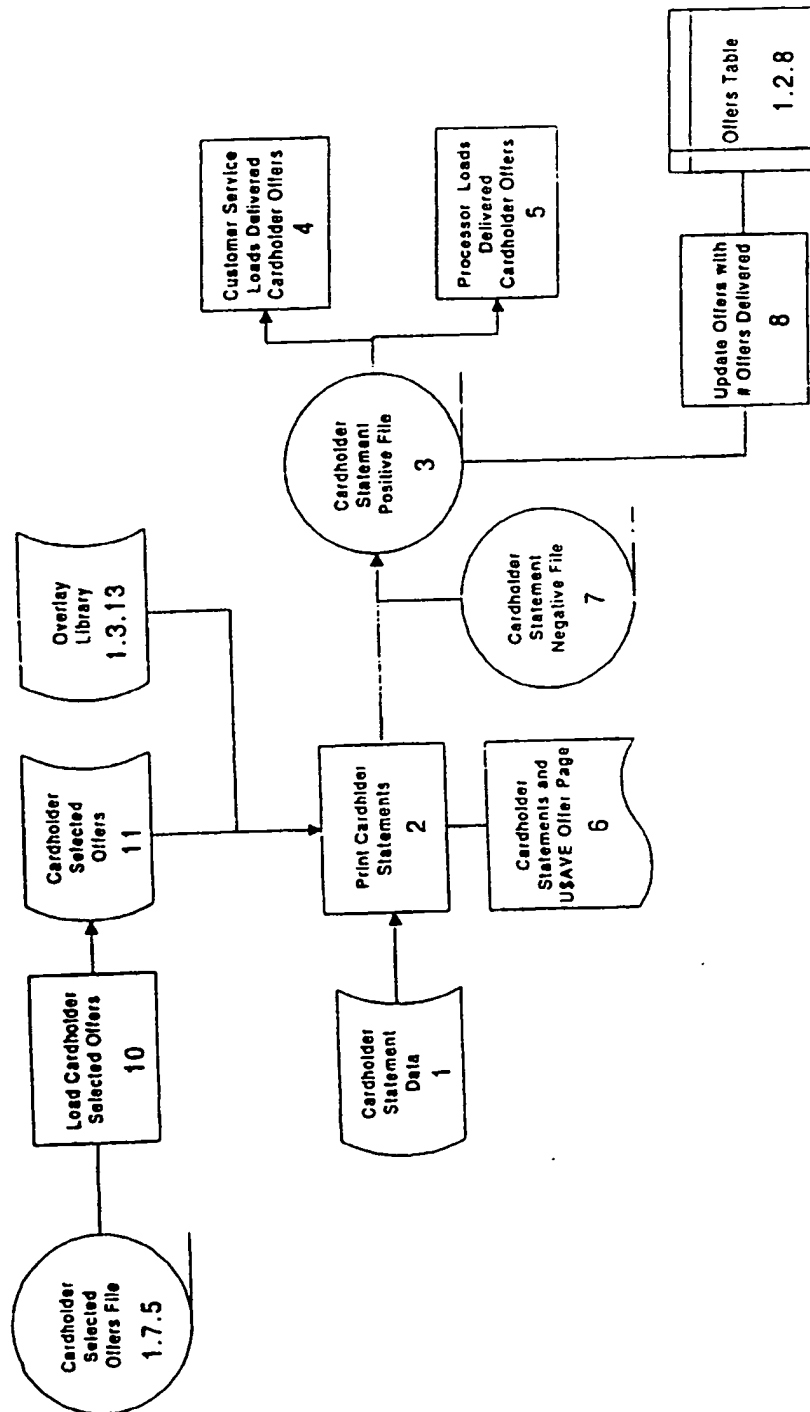 Cardholder
Selected
Offers File
1.7.5
Load Cardholder
Selected Offers
10
Cardholder
Selected
Offers
11
Overlay
Library
1.3.13
Cardholder
Statement
Data
1
Print Cardhlder
Statements
2
Cardholder
Statements and
U$AVE Offer Page
6
Cardholder
Statement
Positive File
3
Cardholder
Statement
Negative File
7
Customer Service
Loads Delivered
Cardholder Offers
4
Processor Loads
Delivered
Cardholder Offers
5
Update Offers with
# Offers Delivered
8
Offers Table
1.2.8